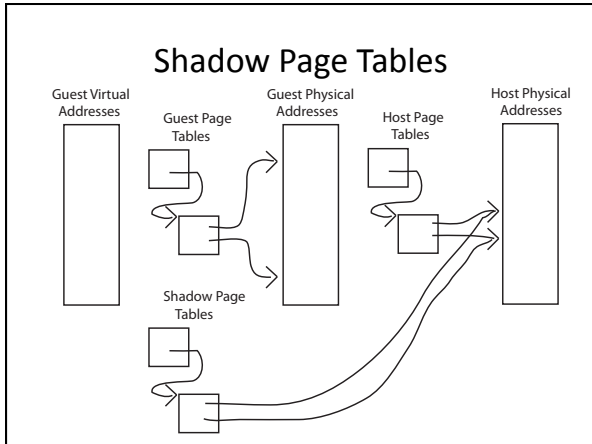 Shadow Page Tables
Guest Virtual
Addresses
Guest Page
Tables
Guest Physical
Addresses
Host Page
Tables
Host Physical
Addresses
Shadow Page
Tables